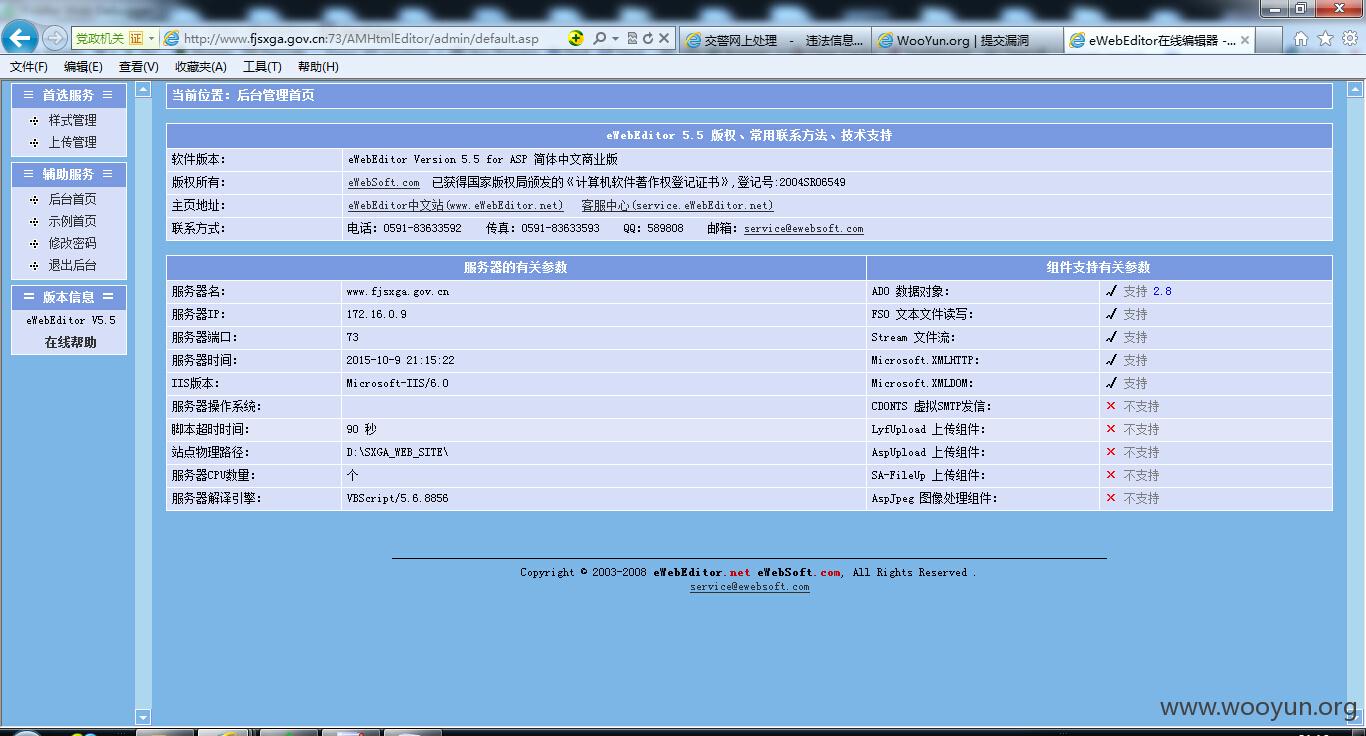 党政机关 证 http://www.fjsxga.gov.cn:73/AMHtmlEditor/admin/default.asp 交警网上处理 - 违法信息... WooYun.org | 提交漏洞 eWebEditor在线编辑器 -...
文件(F) 编辑(E) 查看(V) 收藏夹(A) 工具(T) 帮助(H)
首选服务
样式管理
上传管理
辅助服务
后台首页
示例首页
修改密码
退出后台
版本信息
eWebEditor V5.5
在线帮助
当前位置：后台管理首页
eWebEditor 5.5 版权、常用联系方法、技术支持
软件版本： eWebEditor Version 5.5 for ASP 简体中文商业版
版权所有： eWebSoft.com 已获得国家版权局颁发的《计算机软件著作权登记证书》,登记号:2004SR06549
主页地址： eWebEditor中文站(www.eWebEditor.net) 客服中心(service.eWebEditor.net)
联系方式： 电话：0591-83633592 传真：0591-83633593 QQ：589808 邮箱：service@ewebsoft.com
服务器的有关参数 组件支持有关参数
服务器名： www.fjsxga.gov.cn ADO 数据对象： 支持 2.8
服务器IP： 172.16.0.9 FSO 文本文件读写： 支持
服务器端口： 73 Stream 文件流： 支持
服务器时间： 2015-10-9 21:15:22 Microsoft.XMLHTTP： 支持
IIS版本： Microsoft-IIS/6.0 Microsoft.XMLDOM： 支持
服务器操作系统： CDONTS 虚拟SMTP发信： 不支持
脚本超时时间： 90 秒 LyfUpload 上传组件： 不支持
站点物理路径： D:\SXGA_WEB_SITE\ AspUpload 上传组件： 不支持
服务器CPU数量： 个 SA-FileUp 上传组件： 不支持
服务器解译引擎： VBScript/5.6.8856 AspJpeg 图像处理组件： 不支持
Copyright © 2003-2008 eWebEditor.net eWebSoft.com, All Rights Reserved .
service@ewebsoft.com
www.wooyun.org